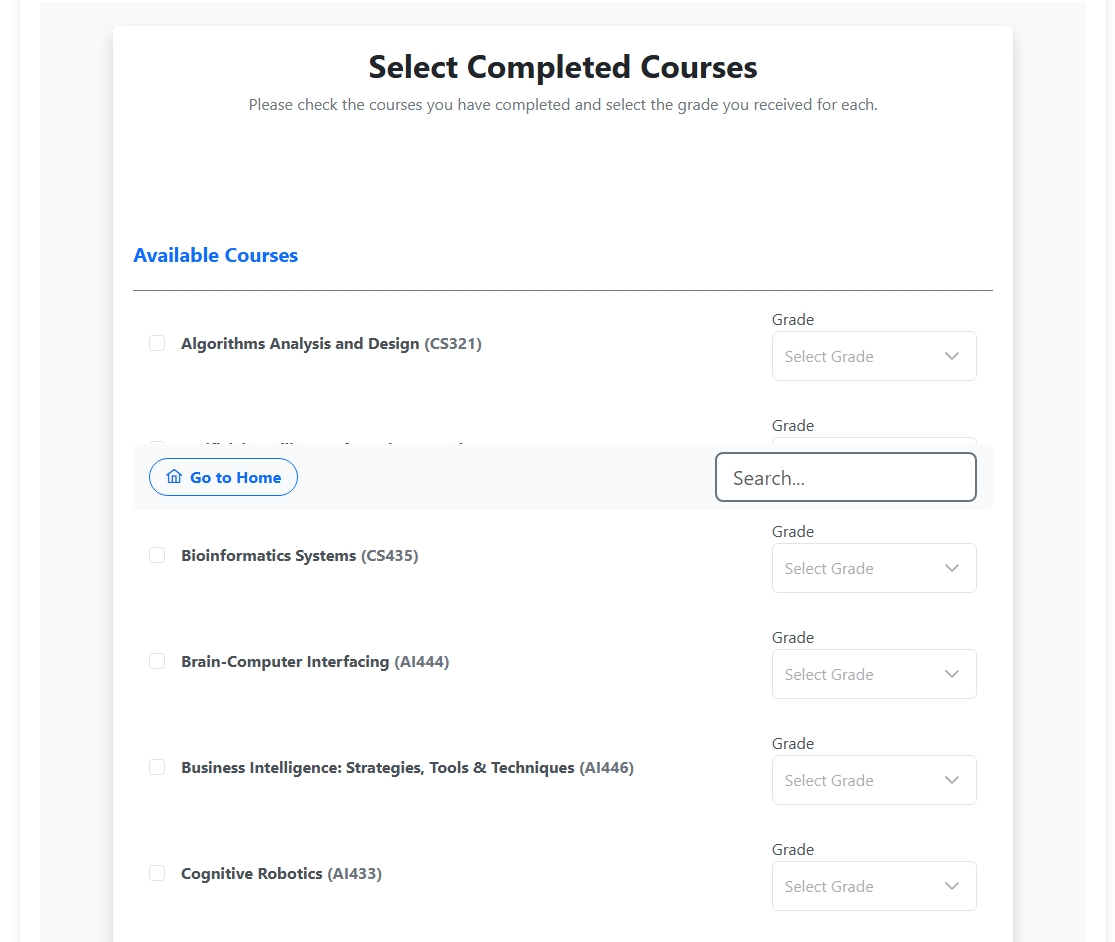 Select Completed Courses
Please check the courses you have completed and select the grade you received for each.
Available Courses
Grade
Algorithms Analysis and Design (CS321)
Select Grade
Grade
Go to Home
Search...
Grade
Bioinformatics Systems (CS435)
Select Grade
Grade
Brain-Computer Interfacing (AI444)
Select Grade
Grade
Business Intelligence: Strategies, Tools & Techniques (AI446)
Select Grade
Grade
Cognitive Robotics (AI433)
Select Grade